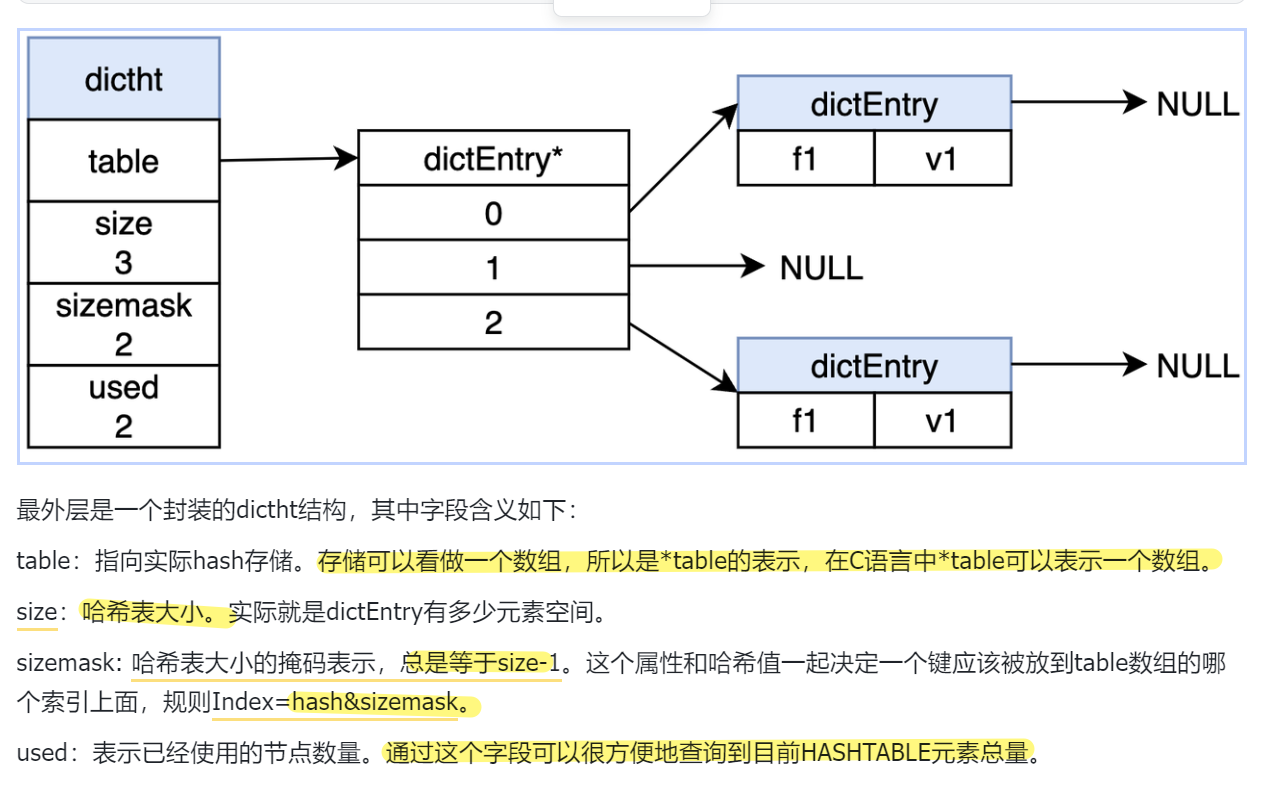 dictht
table
size
3
sizemask
2
used
2
dictEntry*
0
1
2
dictEntry
f1 v1
NULL
NULL
dictEntry
f1 v1
NULL
最外层是一个封装的dictht结构，其中字段含义如下：
table：指向实际hash存储。存储可以看做一个数组，所以是*table的表示，在C语言中*table可以表示一个数组。
size：哈希表大小。实际就是dictEntry有多少元素空间。
sizemask: 哈希表大小的掩码表示，总是等于size-1。这个属性和哈希值一起决定一个键应该被放到table数组的哪
个索引上面，规则Index=hash&sizemask。
used：表示已经使用的节点数量。通过这个字段可以很方便地查询到目前HASHTABLE元素总量。